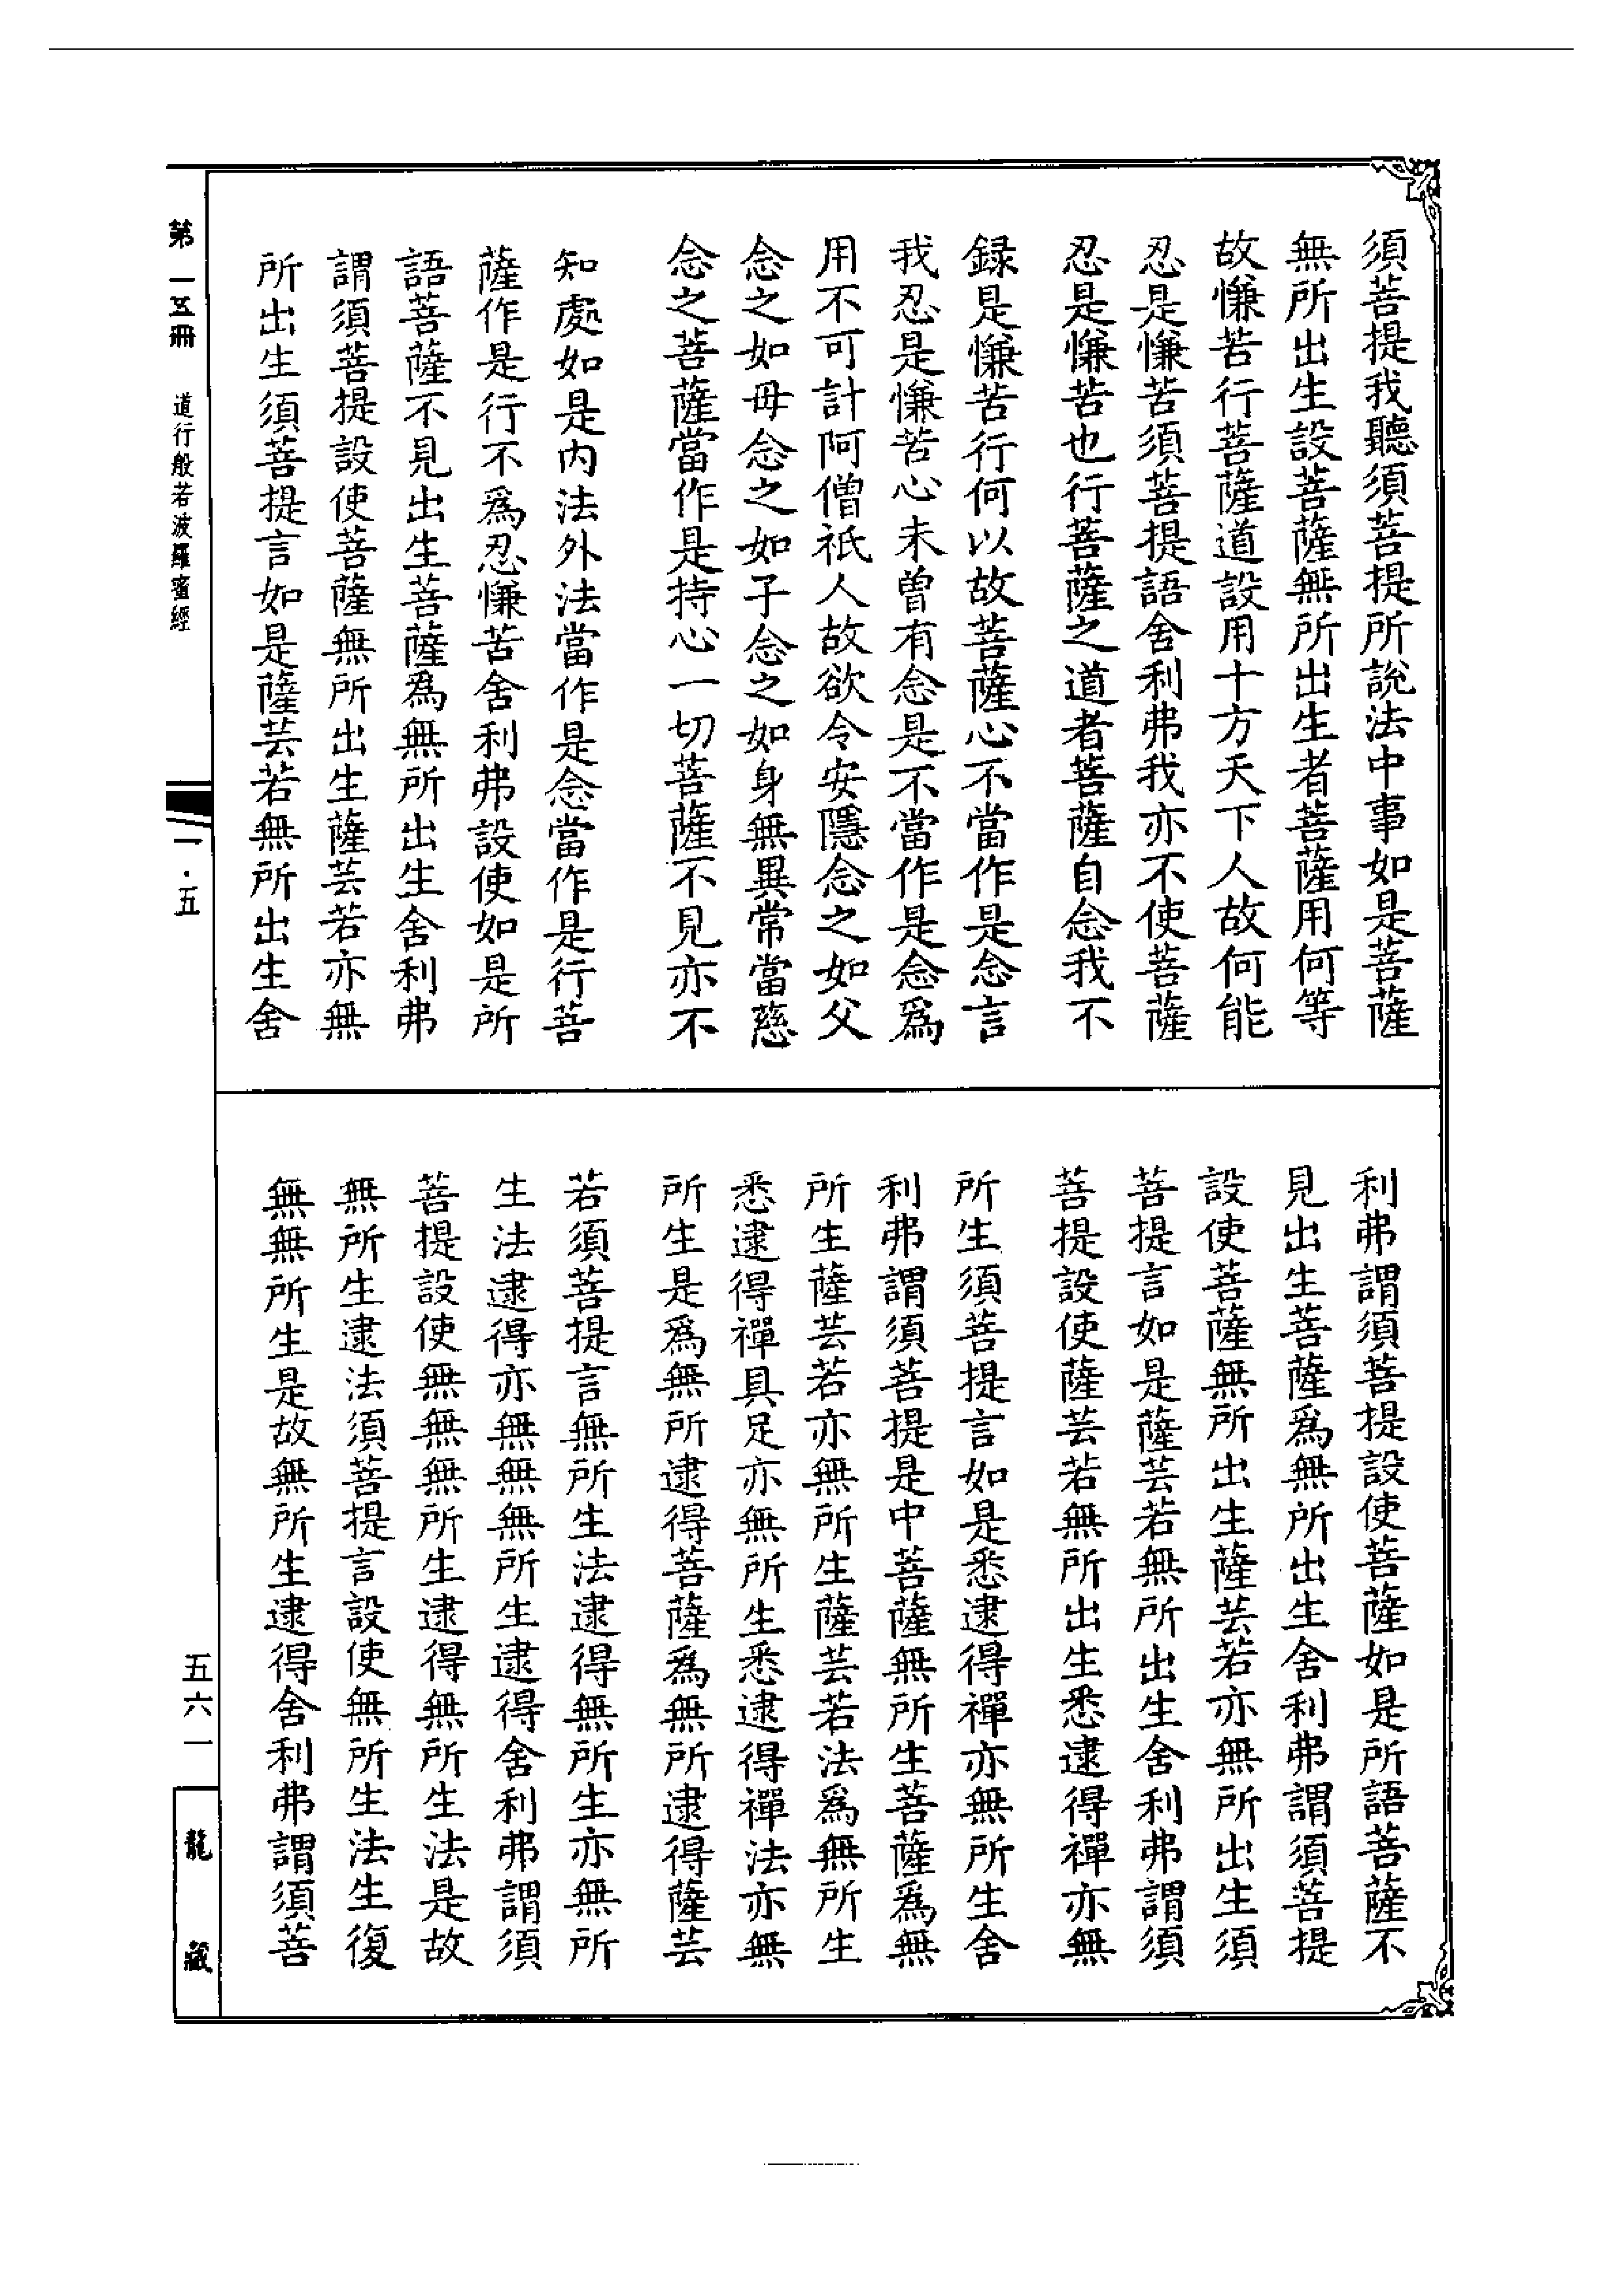 須菩提我聽須菩提所説法中事如是菩薩
無所出生設菩薩無所出生者菩薩用何等
故慊苦行菩薩道設用十方天下人故何能
忍是慊苦須菩提語舍利弗我亦不使菩薩
忍是慊苦也行菩薩之道者菩薩自念我不
録是慊苦行何以故菩薩心不當作是念言
我忍是慊苦心未曾有念是不當作是念爲
用不可計阿僧祇人故欲令安隱念之如父
念之如母念之如子念之如身無異常當慈
念之菩薩當作是持心一切菩薩不見亦不
知處如是內法外法當作是念當作是行菩
薩作是行不爲忍慊苦舍利弗設使如是所
語菩薩不見出生菩薩爲無所出生舍利弗
謂須菩提設使菩薩無所出生薩芸若亦無
所出生須菩提言如是薩芸若無所出生舍
利弗謂須菩提設使菩薩如是所語菩薩不
見出生菩薩爲無所出生舍利弗謂須菩提
設使菩薩無所出生薩芸若亦無所出生須
菩提言如是薩芸若無所出生舍利弗謂須
菩提設使薩芸若無所出生悉逮得禪亦無
所生須菩提言如是悉逮得禪亦無所生舍
利弗謂須菩提是中菩薩無所生菩薩爲無
所生薩芸若亦無所生薩芸若法爲無所生
悉逮得禪具足亦無所生悉逮得禪法亦無
所生是爲無所逮得菩薩爲無所逮得薩芸
若須菩提言無所生法逮得無所生亦無所
生法逮得亦無無所生逮得舍利弗謂須
菩提設使無無所生逮得無所生法是故
無所生逮法須菩提言設使無所生法生復
無無所生是故無所生逮得舍利弗謂須菩
第一五冊
道行般若波羅蜜經
一·五
五六一
龍藏